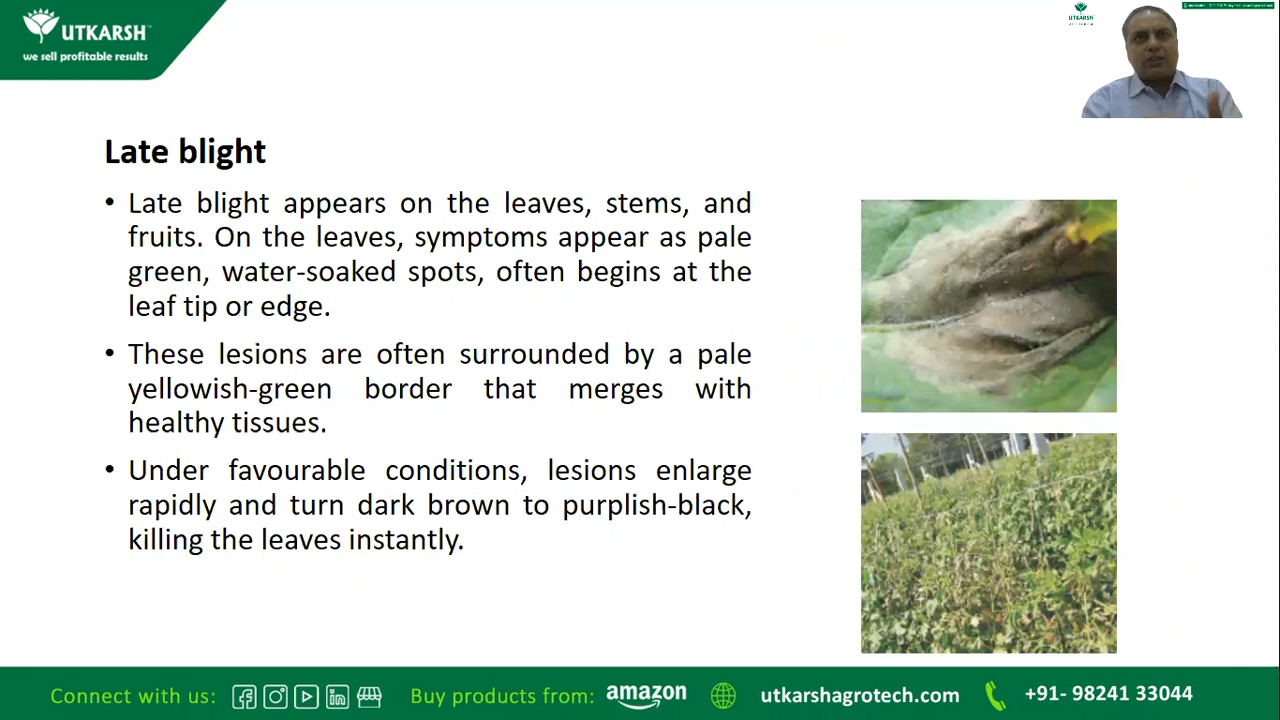 UTKARSH
we sell profitable results
UTKARSH
Late blight
• Late blight appears on the leaves, stems, and
fruits. On the leaves, symptoms appear as pale
green, water-soaked spots, often begins at the
leaf tip or edge.
• These lesions are often surrounded by a pale
yellowish-green border that merges with
healthy tissues.
• Under favourable conditions, lesions enlarge
rapidly and turn dark brown to purplish-black,
killing the leaves instantly.
Connect with us:
Buy products from: amazon
utkarshagrotech.com
+91- 98241 33044